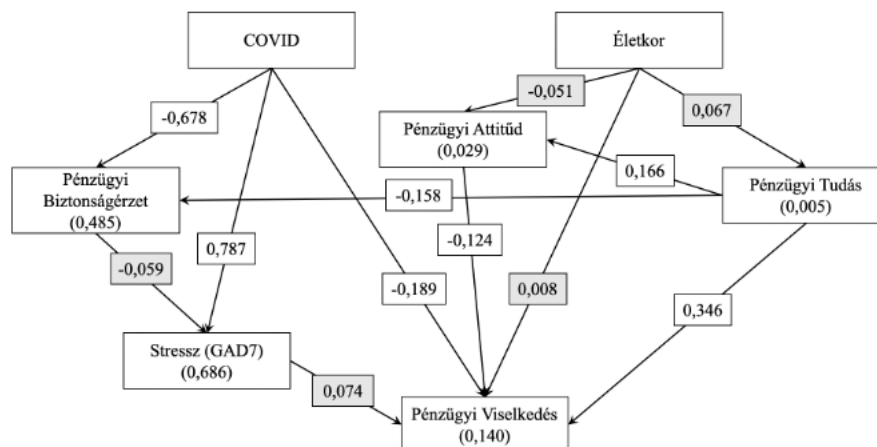 COVID
Életkor
-0,051
0,067
-0,678
Pénzügyi Attitűd
(0,029)
0,166
Pénzügyi
Biztonságérzet
(0,485)
-0,158
Pénzügyi Tudás
(0,005)
-0,124
-0,059
0,787
-0,189
0,008
0,346
Stressz (GAD7)
(0,686)
0,074
Pénzügyi Viselkedés
(0,140)